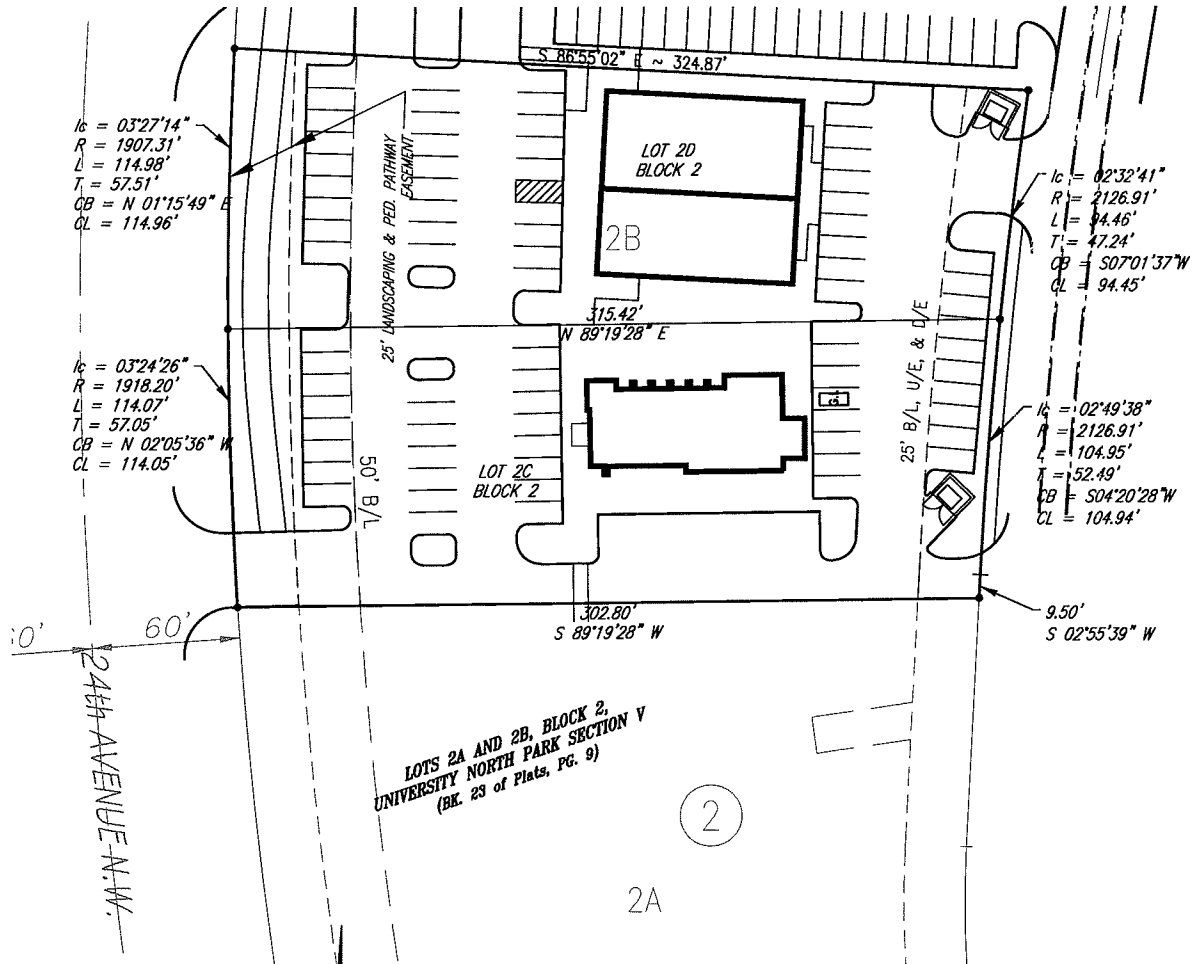 S 86°55'02" E ~ 324.87'
Ic = 03°27'14"
R = 1907.31'
L = 114.98'
T = 57.51'
CB = N 01°15'49" E
CL = 114.96'
25' LANDSCAPING & PED. PATHWAY
EASEMENT
LOT 2D
BLOCK 2
2B
Ic = 02°32'41"
R = 2126.91'
L = 94.46'
T = 47.24'
CB = S07°01'37"W
CL = 94.45'
315.42'
N 89°19'28" E
25' B/L, U/E, & D/E
Ic = 03°24'26"
R = 1918.20'
L = 114.07'
T = 57.05'
CB = N 02°05'36" W
CL = 114.05'
50' B/L
LOT 2C
BLOCK 2
Ic = 02°49'38"
R = 2126.91'
L = 104.95'
T = 52.49'
CB = S04°20'28"W
CL = 104.94'
302.80'
S 89°19'28" W
9.50'
S 02°55'39" W
60'
24th AVENUE N.W.
LOTS 2A AND 2B, BLOCK 2,
UNIVERSITY NORTH PARK SECTION V
(BK. 23 of Plats, PG. 9)
2
2A